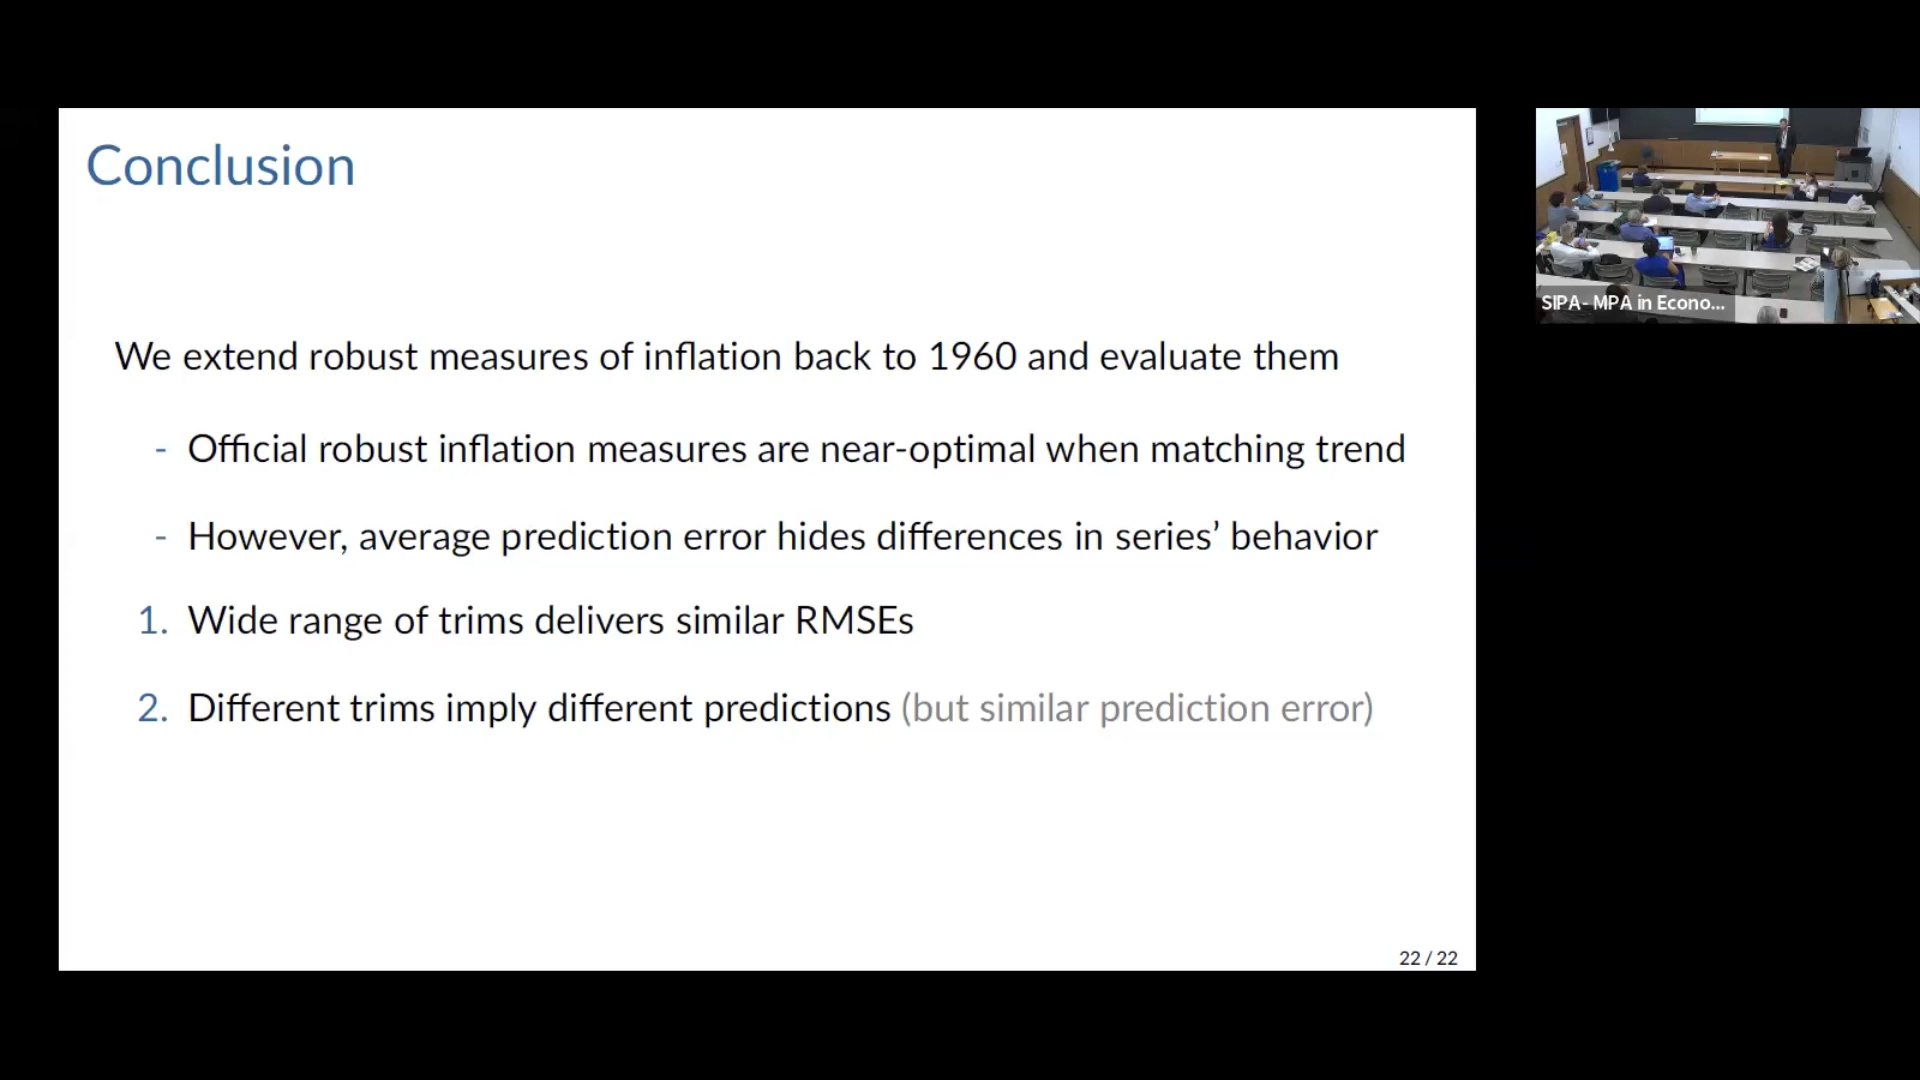 Conclusion
We extend robust measures of inflation back to 1960 and evaluate them
- Official robust inflation measures are near-optimal when matching trend
- However, average prediction error hides differences in series’ behavior
1. Wide range of trims delivers similar RMSEs
2. Different trims imply different predictions (but similar prediction error)
22 / 22
SIPA- MPA in Econo...